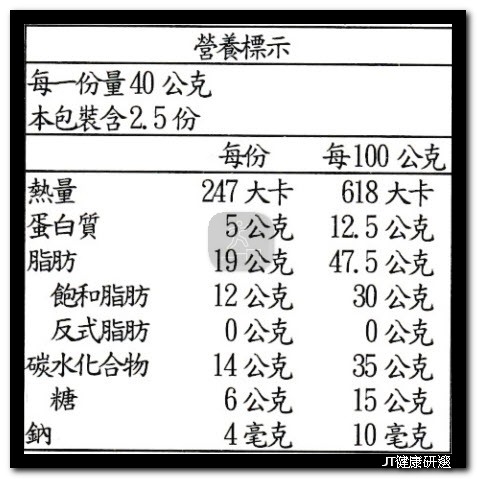 營養標示
每一份量 40 公克
本包裝含 2.5 份
每份 每 100 公克
熱量 247 大卡 618 大卡
蛋白質 5 公克 12.5 公克
脂肪 19 公克 47.5 公克
飽和脂肪 12 公克 30 公克
反式脂肪 0 公克 0 公克
碳水化合物 14 公克 35 公克
糖 6 公克 15 公克
鈉 4 毫克 10 毫克
JT健康研邀